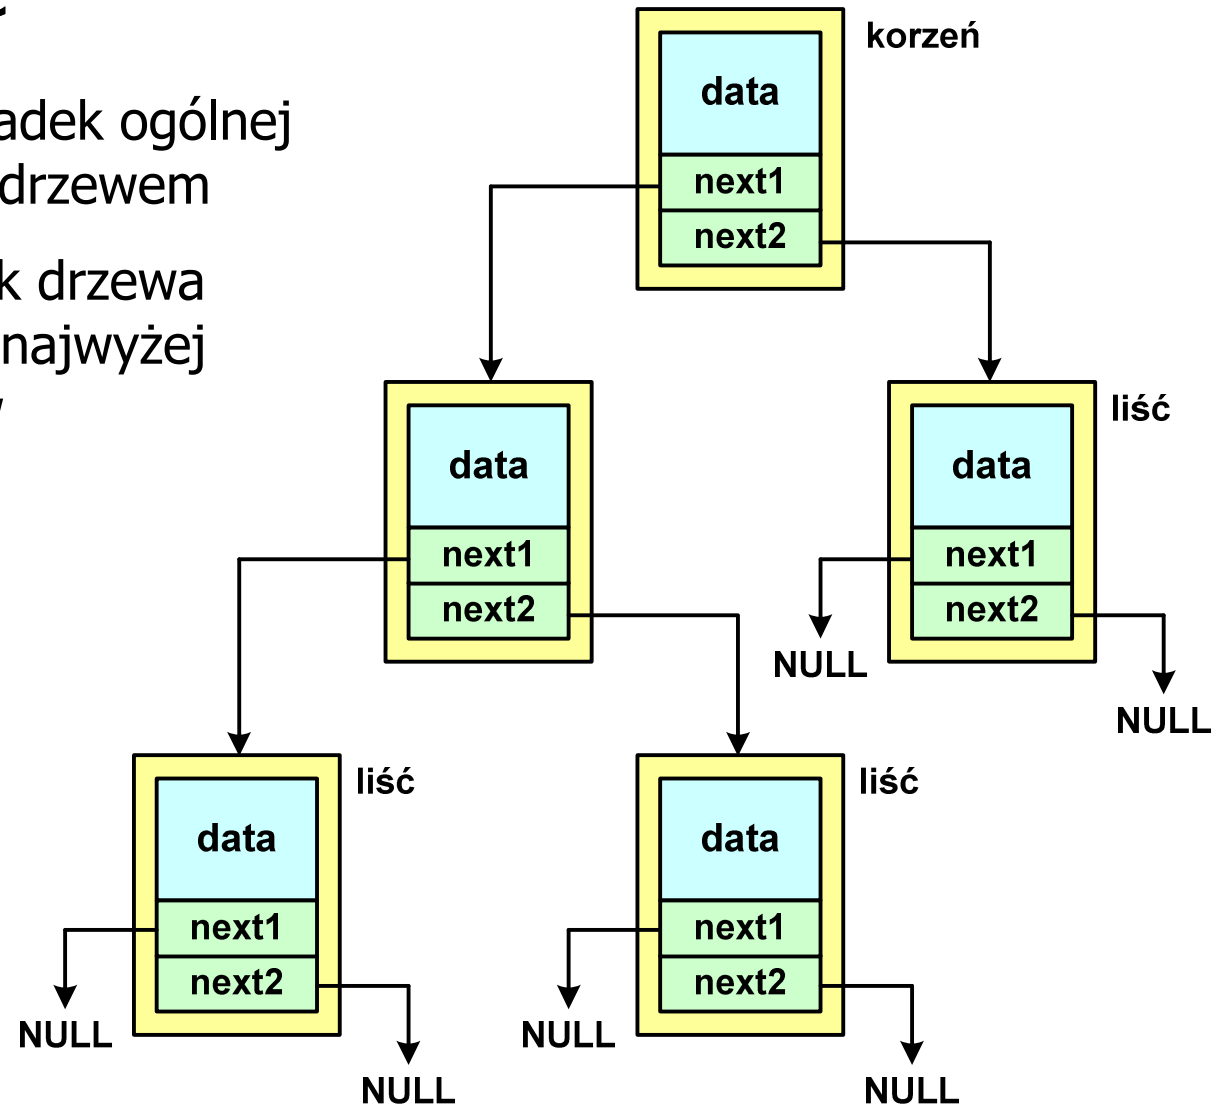 korzeń
data
adek ogólnej
drzewem
next1
next2
k drzewa
najwyżej
liść
data
data
next1
next1
next2
next2
NULL
NULL
liść
liść
data
data
next1
next1
next2
next2
NULL
NULL
NULL
NULL